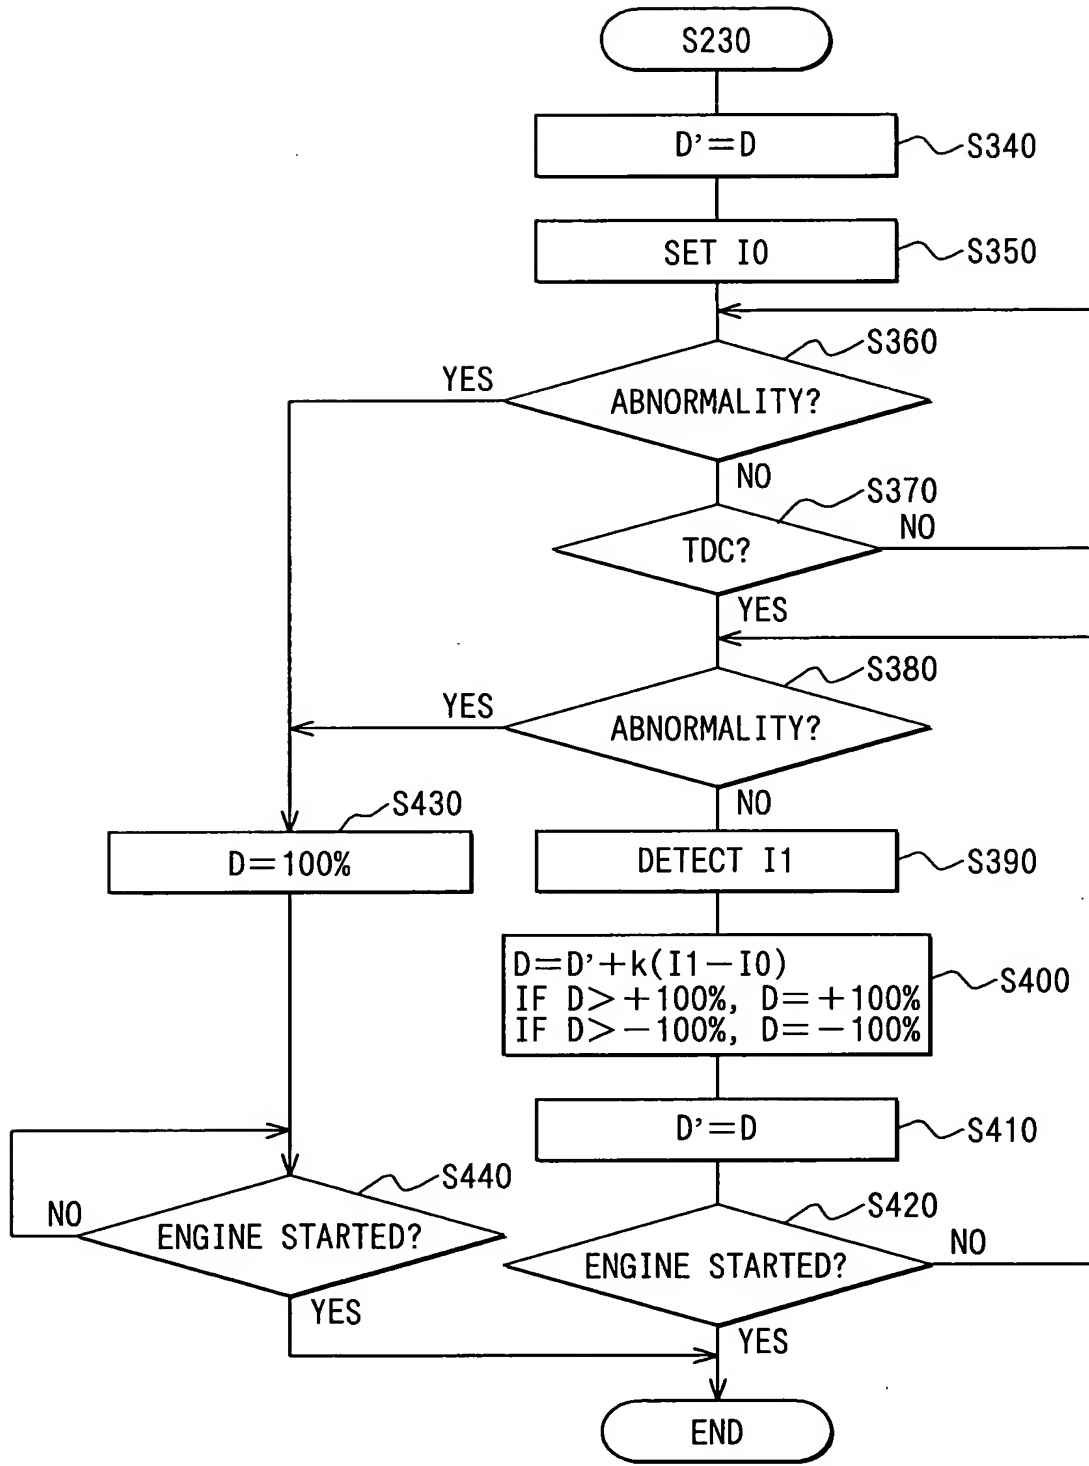 S230
D'=D
S340
SET I0
S350
S360
YES
ABNORMALITY?
NO
S370
NO
TDC?
YES
S380
YES
ABNORMALITY?
NO
S430
D=100%
DETECT I1
S390
D=D'+k(I1-I0)
IF D>+100%, D=+100%
IF D>-100%, D=-100%
S400
D'=D
S410
S440
NO
ENGINE STARTED?
YES
S420
NO
ENGINE STARTED?
YES
END